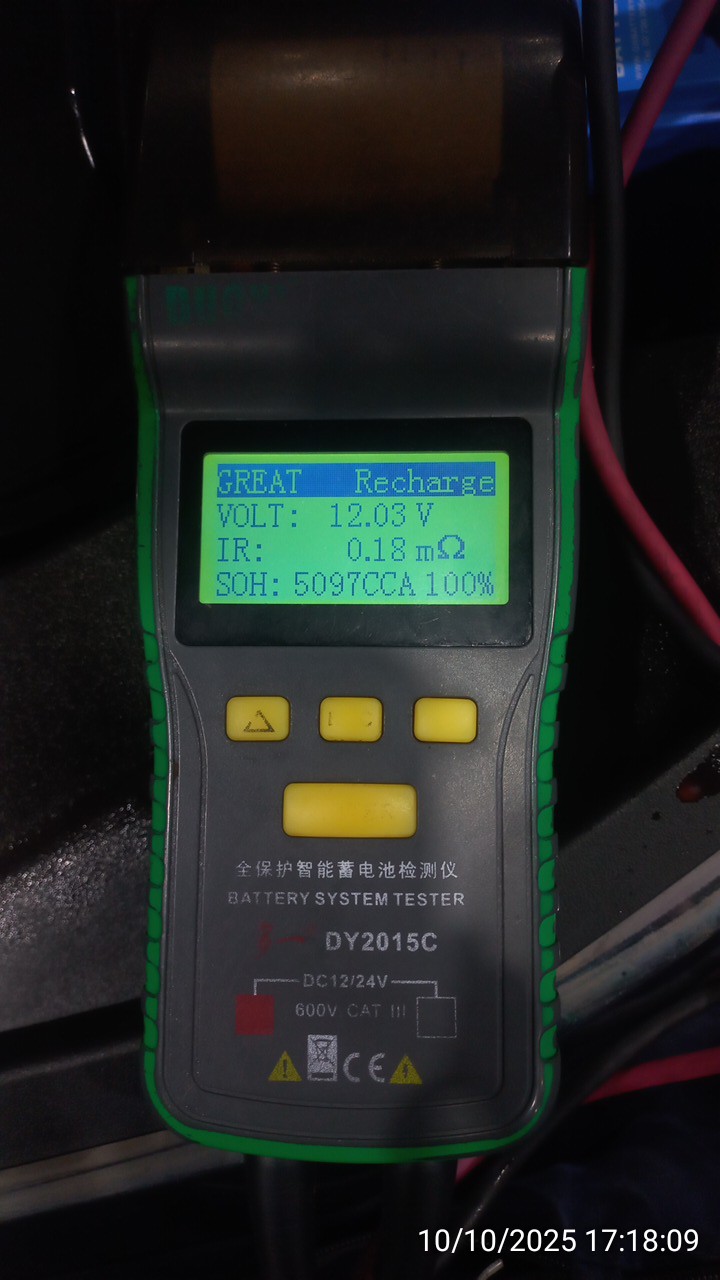 GREAT Recharge
VOLT: 12.03 V
IR: 0.18 mΩ
SOH: 5097CCA 100%
全保护智能蓄电池检测仪
BATTERY SYSTEM TESTER
DY2015C
DC12/24V
600V CAT III
CE
10/10/2025 17:18:09